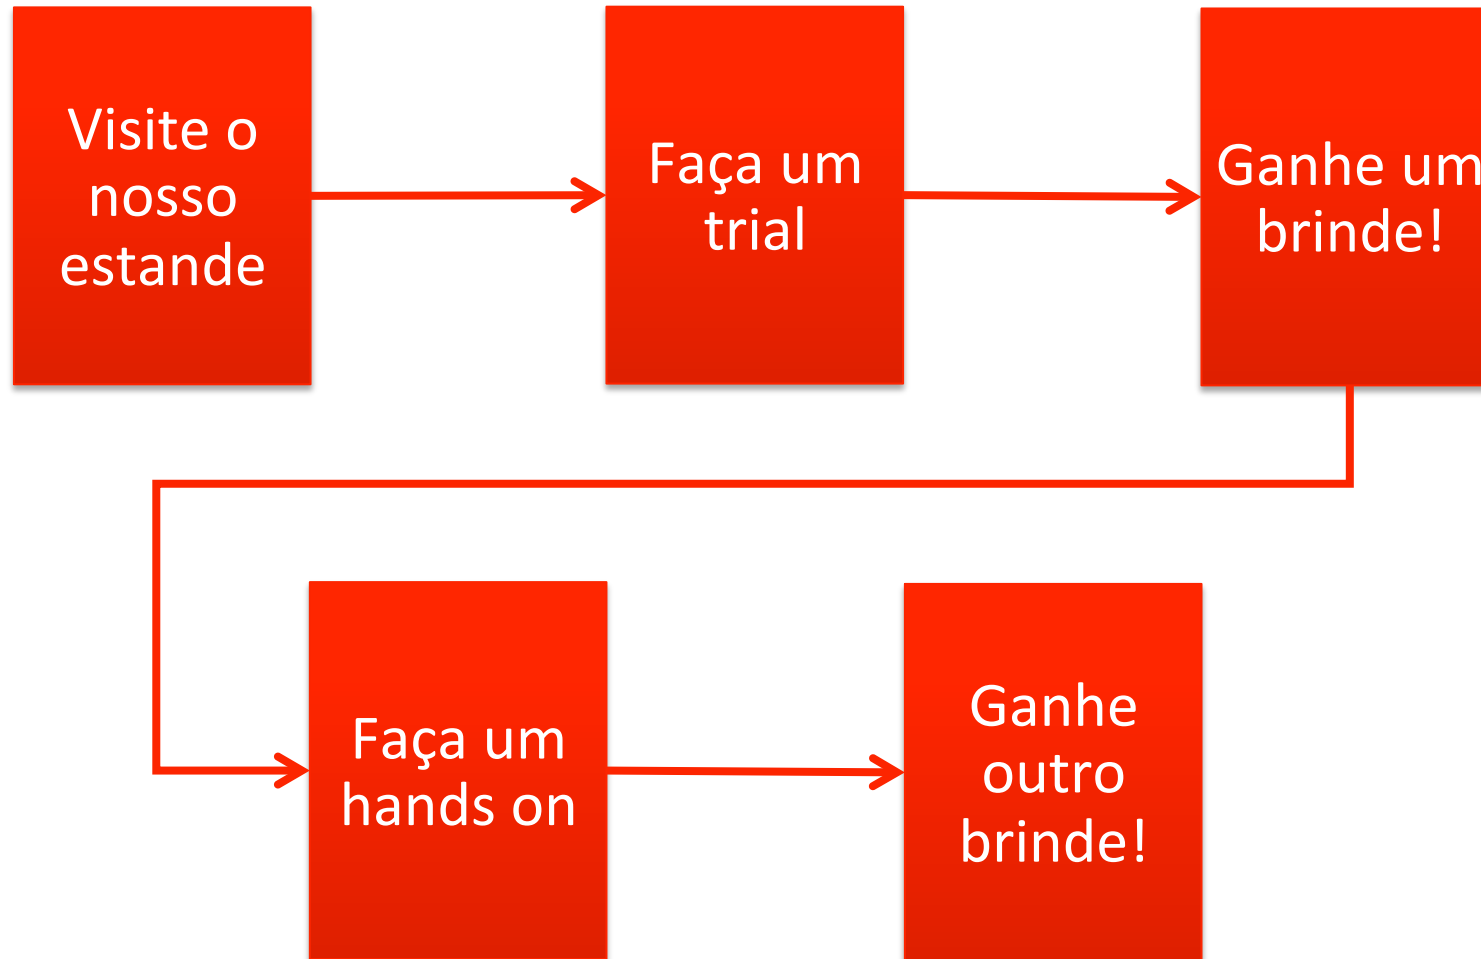 Visite o
nosso
estande
Faça um
trial
Ganhe um
brinde!
Faça um
hands on
Ganhe
outro
brinde!